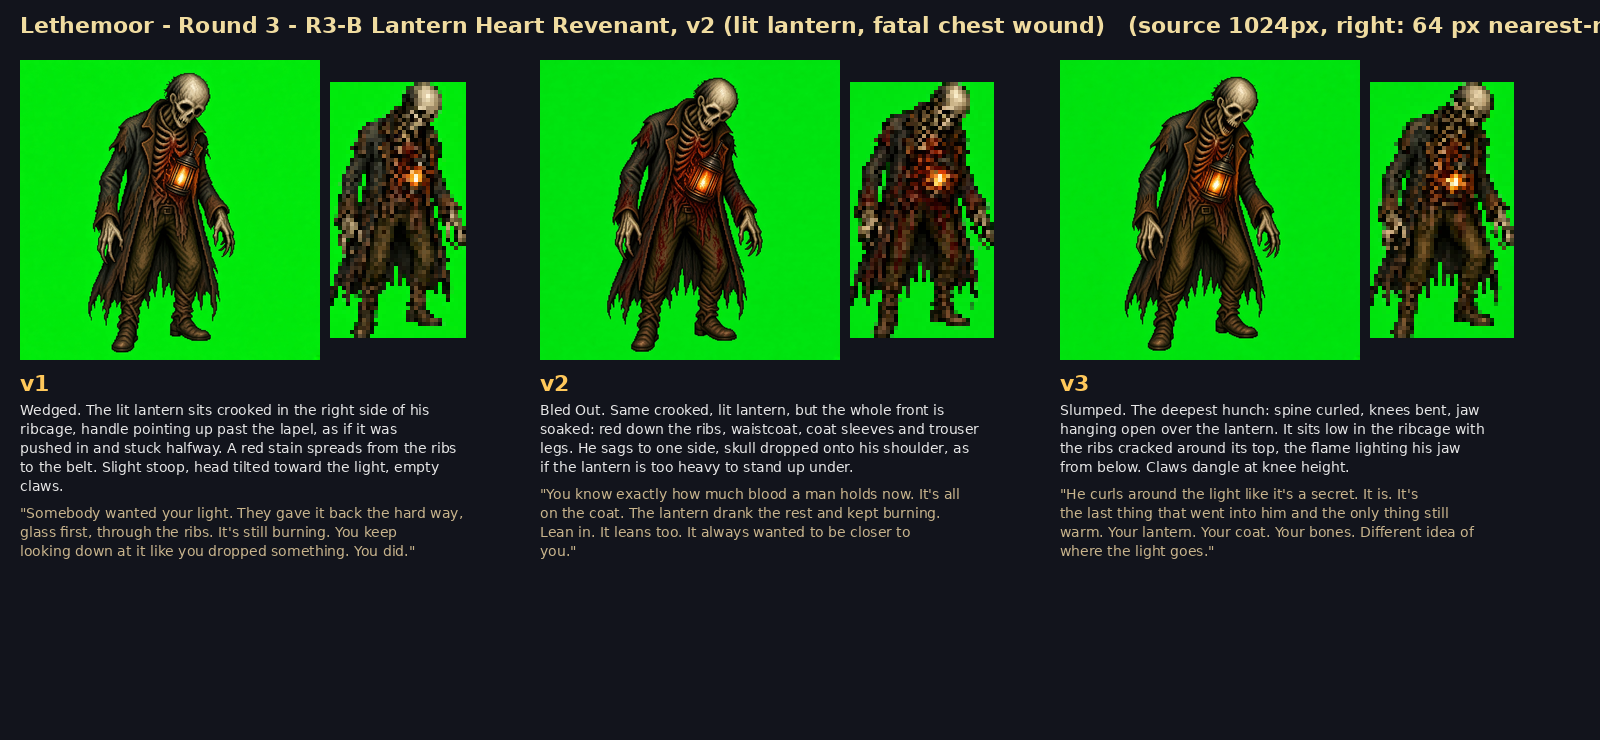 Lethemoor - Round 3 - R3-B Lantern Heart Revenant, v2 (lit lantern, fatal chest wound) (source 1024px, right: 64 px nearest-
v1
Wedged. The lit lantern sits crooked in the right side of his
ribcage, handle pointing up past the lapel, as if it was
pushed in and stuck halfway. A red stain spreads from the ribs
to the belt. Slight stoop, head tilted toward the light, empty
claws.
"Somebody wanted your light. They gave it back the hard way,
glass first, through the ribs. It's still burning. You keep
looking down at it like you dropped something. You did."
v2
Bled Out. Same crooked, lit lantern, but the whole front is
soaked: red down the ribs, waistcoat, coat sleeves and trouser
legs. He sags to one side, skull dropped onto his shoulder, as
if the lantern is too heavy to stand up under.
"You know exactly how much blood a man holds now. It's all
on the coat. The lantern drank the rest and kept burning.
Lean in. It leans too. It always wanted to be closer to
you."
v3
Slumped. The deepest hunch: spine curled, knees bent, jaw
hanging open over the lantern. It sits low in the ribcage with
the ribs cracked around its top, the flame lighting his jaw
from below. Claws dangle at knee height.
"He curls around the light like it's a secret. It is. It's
the last thing that went into him and the only thing still
warm. Your lantern. Your coat. Your bones. Different idea of
where the light goes."